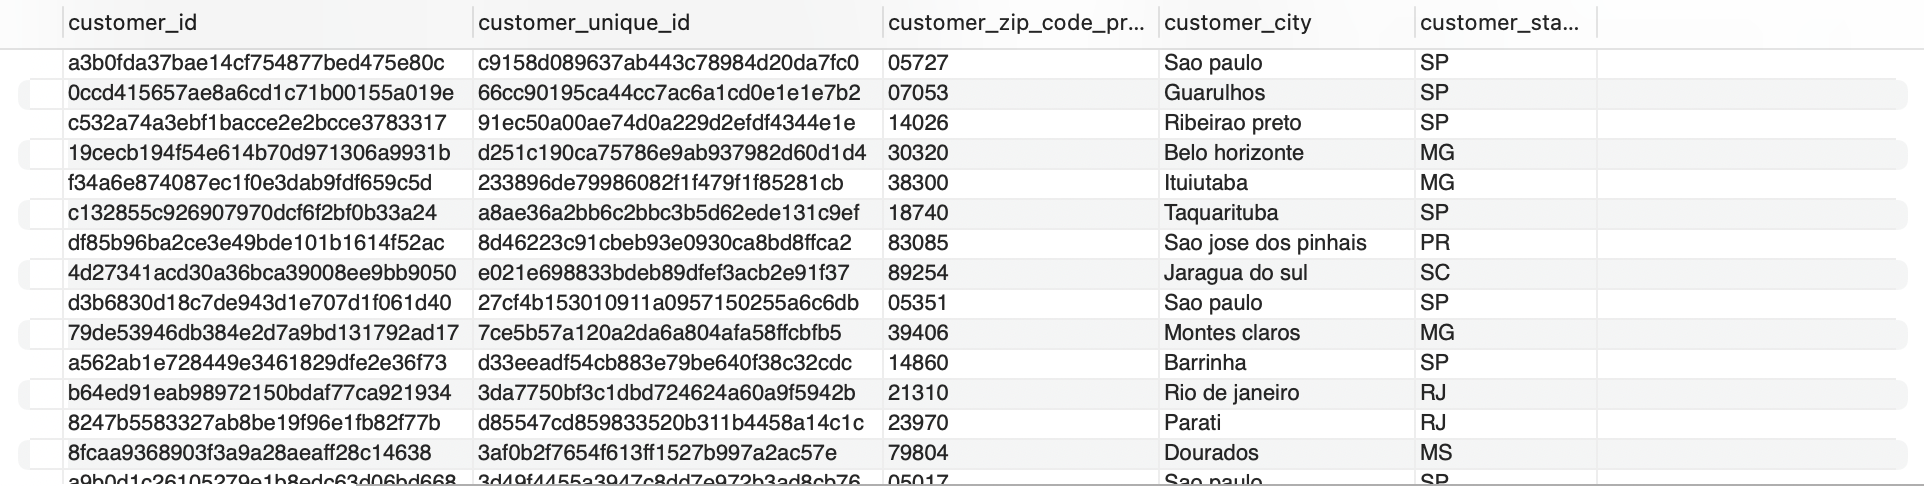 customer_id customer_unique_id customer_zip_code_pr... customer_city customer_sta...
a3b0fda37bae14cf754877bed475e80c c9158d089637ab443c78984d20da7fc0 05727 Sao paulo SP
0ccd415657ae8a6cd1c71b00155a019e 66cc90195ca44cc7ac6a1cd0e1e1e7b2 07053 Guarulhos SP
c532a74a3ebf1bacce2e2bcce3783317 91ec50a00ae74d0a229d2efdf4344e1e 14026 Ribeirao preto SP
19cecb194f54e614b70d971306a9931b d251c190ca75786e9ab937982d60d1d4 30320 Belo horizonte MG
f34a6e874087ec1f0e3dab9fdf659c5d 233896de79986082f1f479f1f85281cb 38300 Ituiutaba MG
c132855c926907970dcf6f2bf0b33a24 a8ae36a2bb6c2bbc3b5d62ede131c9ef 18740 Taquarituba SP
df85b96ba2ce3e49bde101b1614f52ac 8d46223c91cbeb93e0930ca8bd8ffca2 83085 Sao jose dos pinhais PR
4d27341acd30a36bca39008ee9bb9050 e021e698833bdeb89dfef3acb2e91f37 89254 Jaragua do sul SC
d3b6830d18c7de943d1e707d1f061d40 27cf4b153010911a0957150255a6c6db 05351 Sao paulo SP
79de53946db384e2d7a9bd131792ad17 7ce5b57a120a2da6a804afa58ffcbfb5 39406 Montes claros MG
a562ab1e728449e3461829dfe2e36f73 d33eeadf54cb883e79be640f38c32cdc 14860 Barrinha SP
b64ed91eab98972150bdaf77ca921934 3da7750bf3c1dbd724624a60a9f5942b 21310 Rio de janeiro RJ
8247b5583327ab8be19f96e1fb82f77b d85547cd859833520b311b4458a14c1c 23970 Parati RJ
8fcaa9368903f3a9a28aeaff28c14638 3af0b2f7654f613ff1527b997a2ac57e 79804 Dourados MS
a9b0d1c26105279e1b8edc63d06bd668 3d49f4455a3947c8dd7e972b3ad8cb76 05017 Sao paulo SP